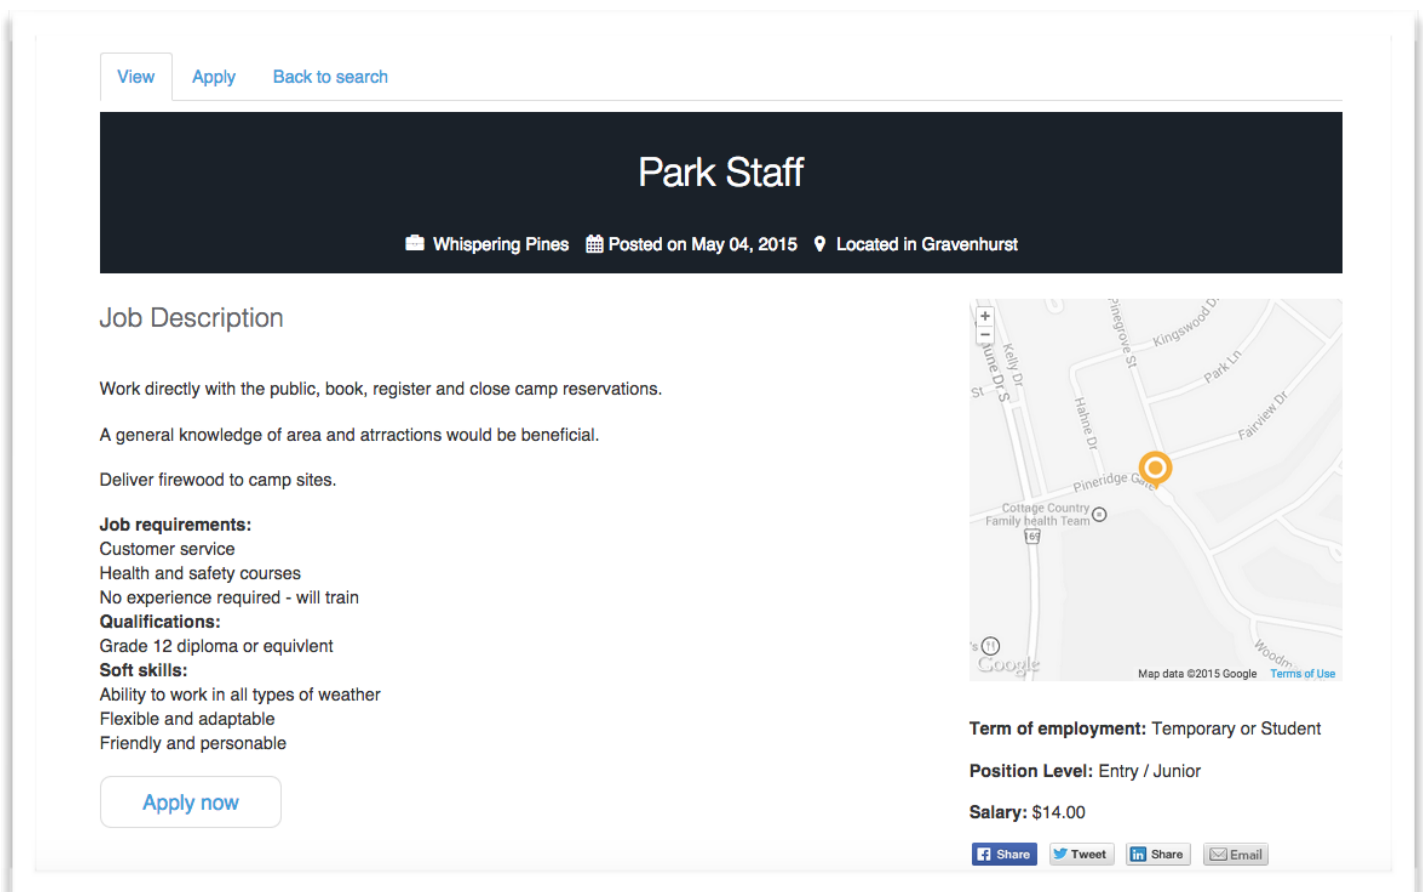 View Apply Back to search
Park Staff
Whispering Pines Posted on May 04, 2015 Located in Gravenhurst
Job Description
Work directly with the public, book, register and close camp reservations.
A general knowledge of area and atrractions would be beneficial.
Deliver firewood to camp sites.
Job requirements:
Customer service
Health and safety courses
No experience required - will train
Qualifications:
Grade 12 diploma or equivlent
Soft skills:
Ability to work in all types of weather
Flexible and adaptable
Friendly and personable
Apply now
+
-
Pinegrove St
Kingswood
Kelly Dr
Park Ln
St
Dr S
Hahne Dr
Fairview Dr
Pineridge Gate
Cottage Country
Family health Team
169
's
Google
Map data ©2015 Google Terms of Use
Term of employment: Temporary or Student
Position Level: Entry / Junior
Salary: $14.00
Share Tweet in Share Email